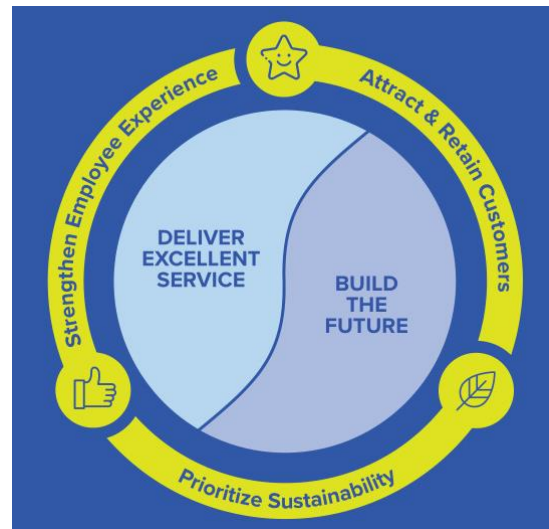 Strengthen Employee Experience
Attract & Retain Customers
DELIVER
EXCELLENT
SERVICE
BUILD
THE
FUTURE
Prioritize Sustainability